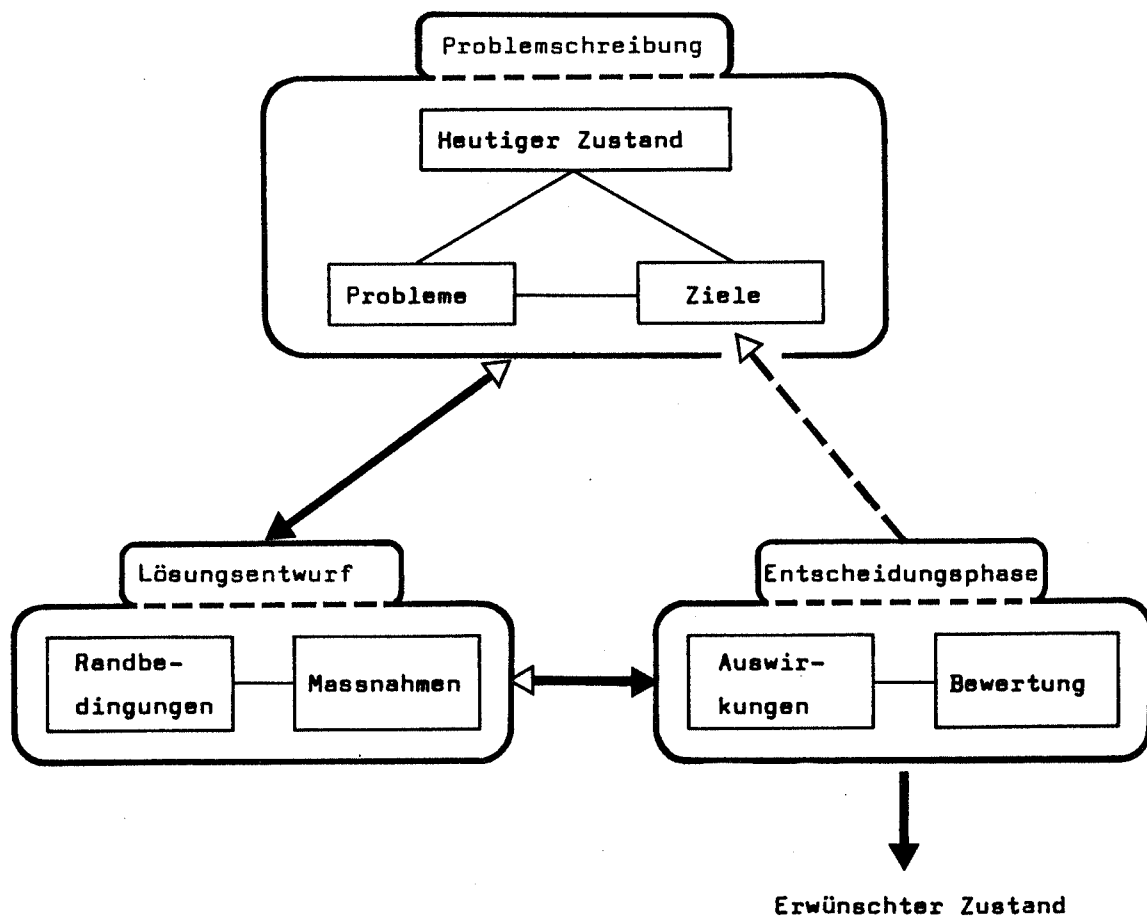 Problemschreibung
Heutiger Zustand
Probleme
Ziele
Lösungsentwurf
Entscheidungsphase
Randbe-
dingungen
Massnahmen
Auswir-
kungen
Bewertung
Erwünschter Zustand